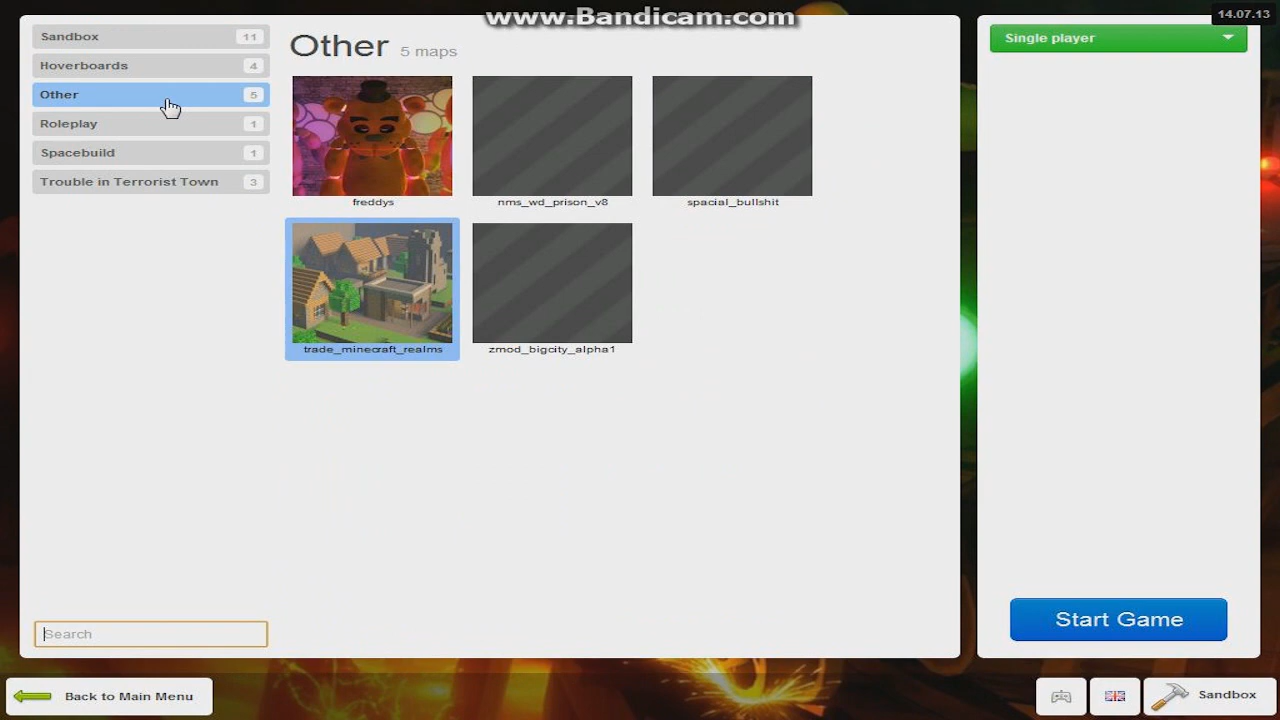 www.Bandicam.com
14.07.13
Sandbox 11
Hoverboards 4
Other 5
Roleplay 1
Spacebuild 1
Trouble in Terrorist Town 3
Search
Other 5 maps
freddys
nms_wd_prison_v8
spacial_bullshit
trade_minecraft_realms
zmod_bigcity_alpha1
Single player
Start Game
Back to Main Menu
Sandbox